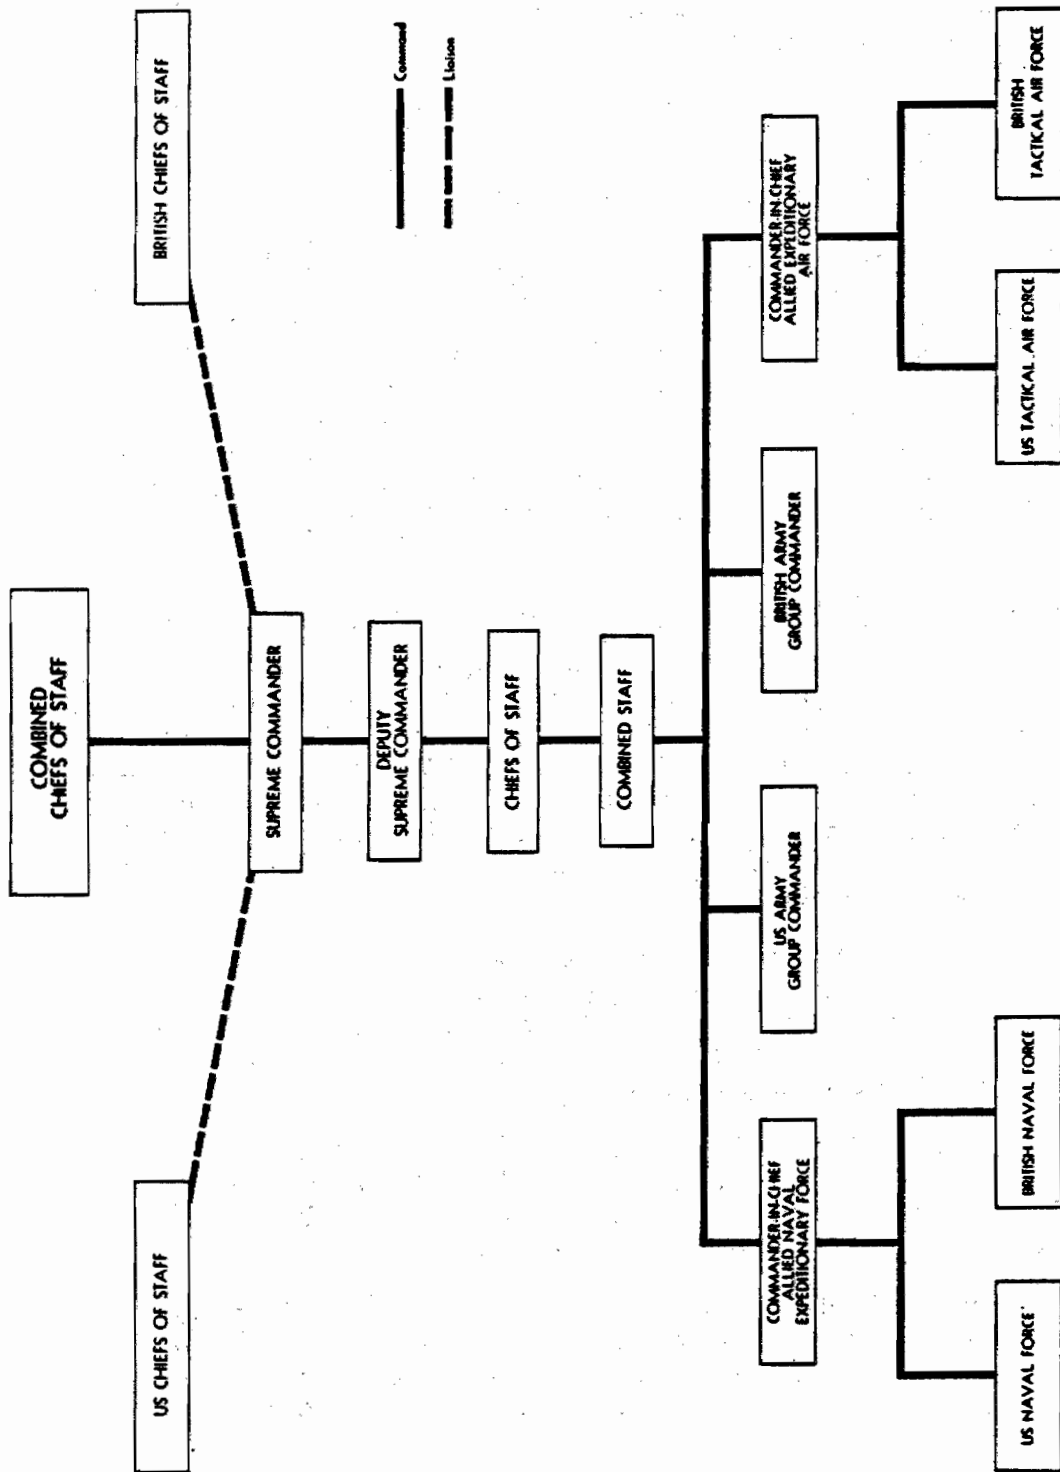 COMBINED
CHIEFS OF STAFF
US CHIEFS OF STAFF
BRITISH CHIEFS OF STAFF
SUPREME COMMANDER
DEPUTY
SUPREME COMMANDER
CHIEFS OF STAFF
COMBINED STAFF
Command
Liaison
COMMANDER-IN-CHIEF
ALLIED NAVAL
EXPEDITIONARY FORCE
US ARMY
GROUP COMMANDER
BRITISH ARMY
GROUP COMMANDER
COMMANDER-IN-CHIEF
ALLIED EXPEDITIONARY
AIR FORCE
US NAVAL FORCE
BRITISH NAVAL FORCE
US TACTICAL AIR FORCE
BRITISH
TACTICAL AIR FORCE